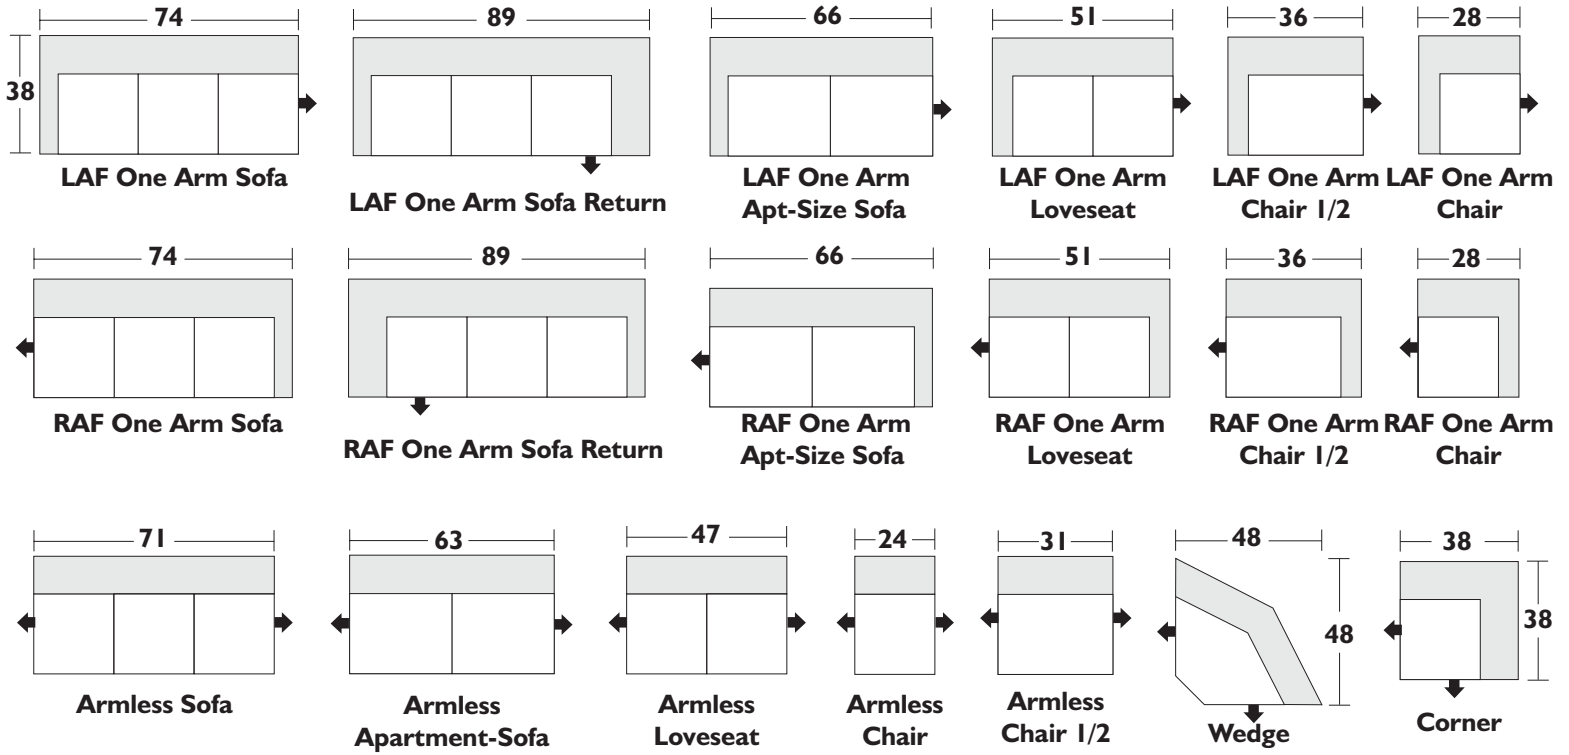 74
89
66
51
36
28
38
LAF One Arm Sofa
LAF One Arm Sofa Return
LAF One Arm
Apt-Size Sofa
LAF One Arm
Loveseat
LAF One Arm
Chair 1/2
LAF One Arm
Chair
74
89
66
51
36
28
RAF One Arm Sofa
RAF One Arm Sofa Return
RAF One Arm
Apt-Size Sofa
RAF One Arm
Loveseat
RAF One Arm
Chair 1/2
RAF One Arm
Chair
71
63
47
24
31
48
38
48
38
Armless Sofa
Armless
Apartment-Sofa
Armless
Loveseat
Armless
Chair
Armless
Chair 1/2
Wedge
Corner